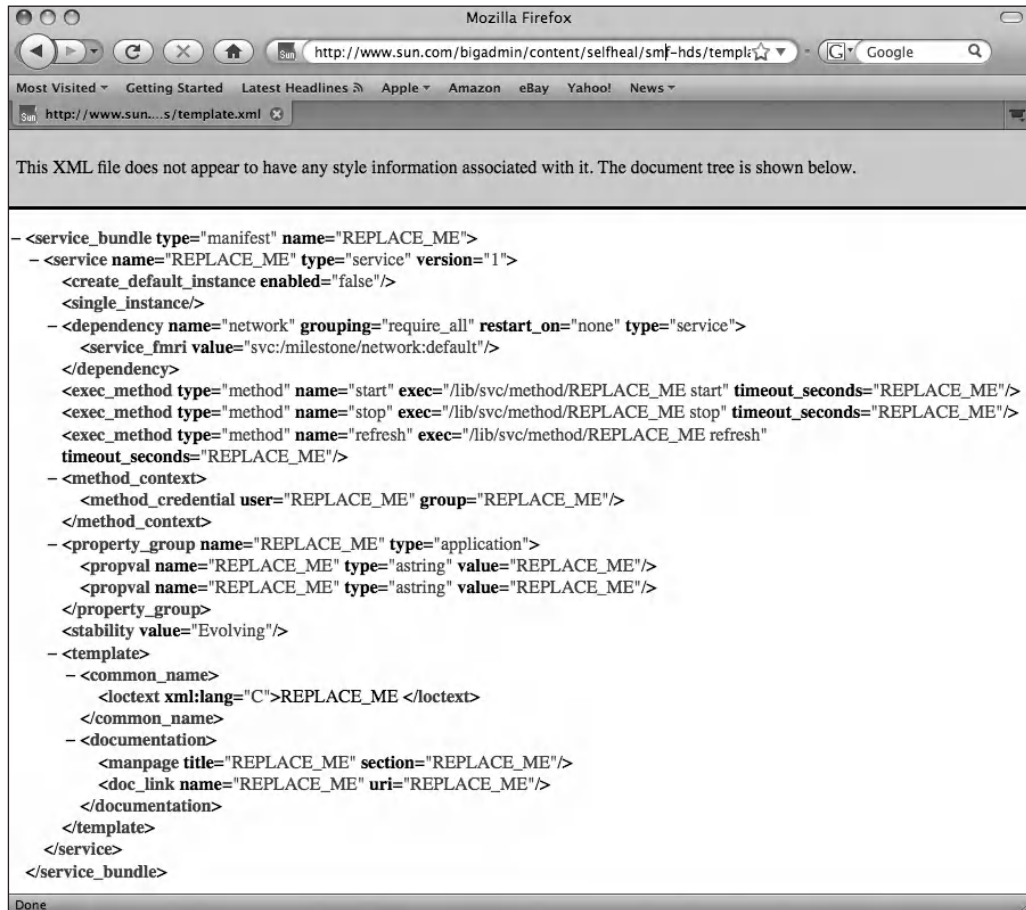 Mozilla Firefox
Sun http://www.sun.com/bigadmin/content/selfheal/smf-hds/templa
G Google
Most Visited Getting Started Latest Headlines Apple Amazon eBay Yahoo! News
Sun http://www.sun....s/template.xml
This XML file does not appear to have any style information associated with it. The document tree is shown below.
– <service_bundle type="manifest" name="REPLACE_ME">
– <service name="REPLACE_ME" type="service" version="1">
<create_default_instance enabled="false"/>
<single_instance/>
– <dependency name="network" grouping="require_all" restart_on="none" type="service">
<service_fmri value="svc:/milestone/network:default"/>
</dependency>
<exec_method type="method" name="start" exec="/lib/svc/method/REPLACE_ME start" timeout_seconds="REPLACE_ME"/>
<exec_method type="method" name="stop" exec="/lib/svc/method/REPLACE_ME stop" timeout_seconds="REPLACE_ME"/>
<exec_method type="method" name="refresh" exec="/lib/svc/method/REPLACE_ME refresh"
timeout_seconds="REPLACE_ME"/>
– <method_context>
<method_credential user="REPLACE_ME" group="REPLACE_ME"/>
</method_context>
– <property_group name="REPLACE_ME" type="application">
<propval name="REPLACE_ME" type="astring" value="REPLACE_ME"/>
<propval name="REPLACE_ME" type="astring" value="REPLACE_ME"/>
</property_group>
<stability value="Evolving"/>
– <template>
– <common_name>
<loctext xml:lang="C">REPLACE_ME </loctext>
</common_name>
– <documentation>
<manpage title="REPLACE_ME" section="REPLACE_ME"/>
<doc_link name="REPLACE_ME" uri="REPLACE_ME"/>
</documentation>
</template>
</service>
</service_bundle>
Done